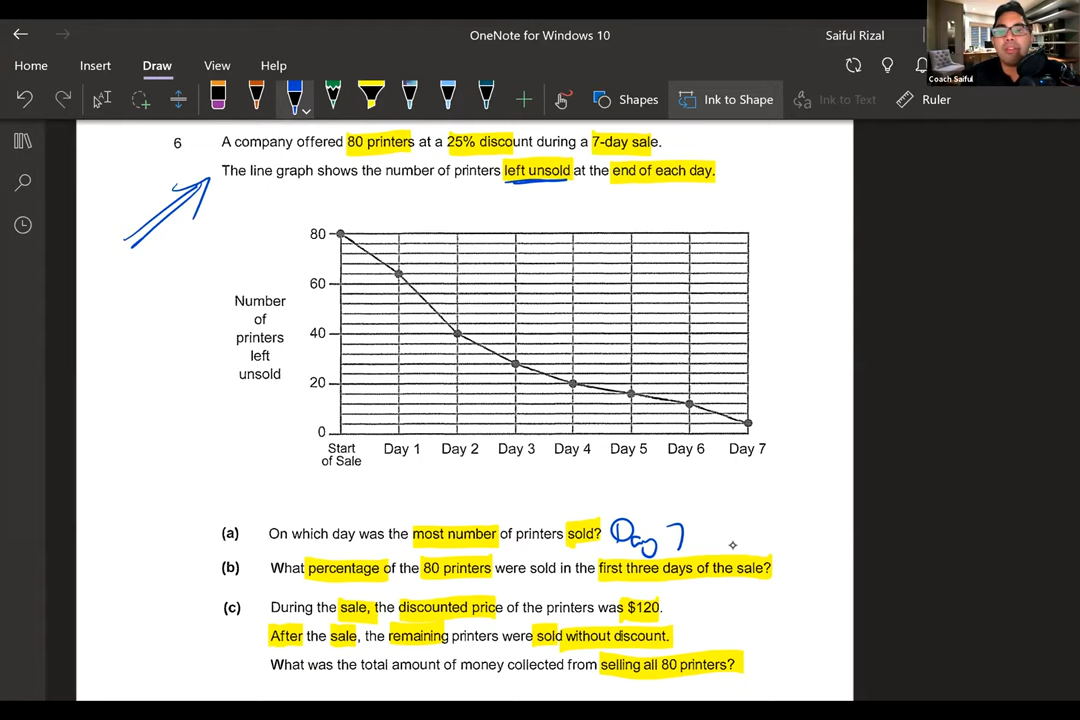 OneNote for Windows 10
Saiful Rizal
Coach Saiful
Home Insert Draw View Help
Shapes Ink to Shape Ink to Text Ruler
6 A company offered 80 printers at a 25% discount during a 7-day sale.
The line graph shows the number of printers left unsold at the end of each day.
80
60
40
20
0
Number
of
printers
left
unsold
Start
of Sale
Day 1 Day 2 Day 3 Day 4 Day 5 Day 6 Day 7
(a) On which day was the most number of printers sold? Day 7
(b) What percentage of the 80 printers were sold in the first three days of the sale?
(c) During the sale, the discounted price of the printers was $120.
After the sale, the remaining printers were sold without discount.
What was the total amount of money collected from selling all 80 printers?